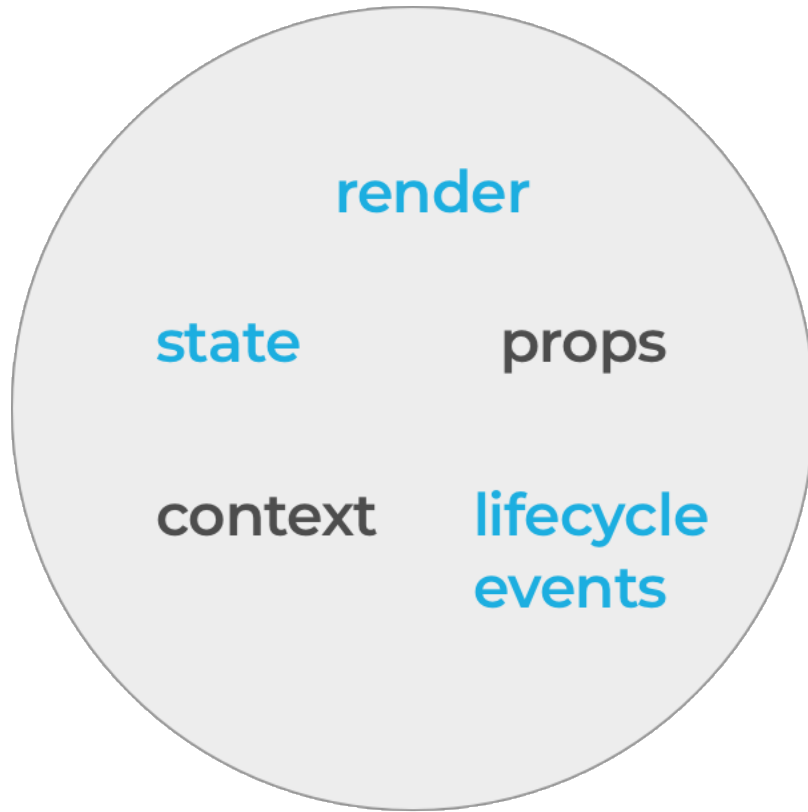 render
state
props
context
lifecycle
events